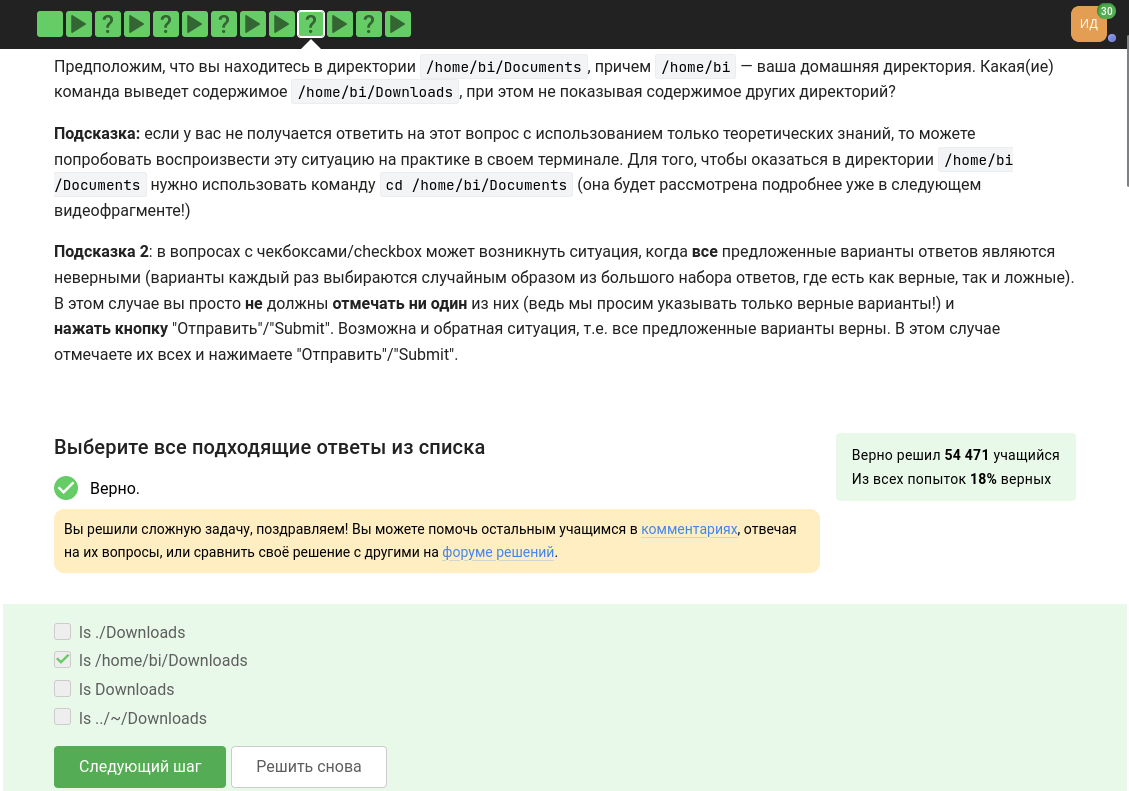 ? ? ? ? ?
ИД
30
Предположим, что вы находитесь в директории /home/bi/Documents , причем /home/bi — ваша домашняя директория. Какая(ие)
команда выведет содержимое /home/bi/Downloads , при этом не показывая содержимое других директорий?
Подсказка: если у вас не получается ответить на этот вопрос с использованием только теоретических знаний, то можете
попробовать воспроизвести эту ситуацию на практике в своем терминале. Для того, чтобы оказаться в директории /home/bi
/Documents нужно использовать команду cd /home/bi/Documents (она будет рассмотрена подробнее уже в следующем
видеофрагменте!)
Подсказка 2: в вопросах с чекбоксами/checkbox может возникнуть ситуация, когда все предложенные варианты ответов являются
неверными (варианты каждый раз выбираются случайным образом из большого набора ответов, где есть как верные, так и ложные).
В этом случае вы просто не должны отмечать ни один из них (ведь мы просим указывать только верные варианты!) и
нажать кнопку "Отправить"/"Submit". Возможна и обратная ситуация, т.е. все предложенные варианты верны. В этом случае
отмечаете их всех и нажимаете "Отправить"/"Submit".
Выберите все подходящие ответы из списка
Верно решил 54 471 учащийся
Из всех попыток 18% верных
Верно.
Вы решили сложную задачу, поздравляем! Вы можете помочь остальным учащимся в комментариях, отвечая
на их вопросы, или сравнить своё решение с другими на форуме решений.
ls ./Downloads
ls /home/bi/Downloads
ls Downloads
ls ../~/Downloads
Следующий шаг
Решить снова